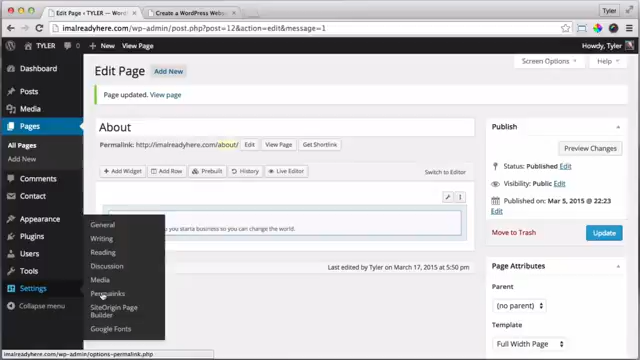 Edit Page ‹ TYLER — Word
Create a WordPress Webs
Tyler
imalreadyhere.com/wp-admin/post.php?post=12&action=edit&message=1
TYLER 0 + New View Page
Howdy, Tyler
Dashboard
Posts
Media
Pages
All Pages
Add New
Comments
Contact
Appearance
Plugins
Users
Tools
Settings
Collapse menu
General
Writing
Reading
Discussion
Media
Permalinks
SiteOrigin Page
Builder
Google Fonts
Screen Options Help
Edit Page Add New
Page updated. View page
About
Permalink: http://imalreadyhere.com/about/ Edit View Page Get Shortlink
+ Add Widget Add Row Prebuilt History Live Editor Switch to Editor
you starta business so you can change the world.
Last edited by Tyler on March 17, 2015 at 5:50 pm
Publish
Preview Changes
Status: Published Edit
Visibility: Public Edit
Published on: Mar 5, 2015 @ 22:23
Edit
Move to Trash Update
Page Attributes
Parent
(no parent)
Template
Full Width Page
imalreadyhere.com/wp-admin/options-permalink.php